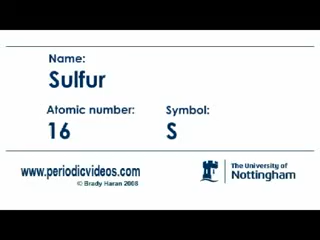 Name:
Sulfur
Atomic number: Symbol:
16 S
www.periodicvideos.com
© Brady Haran 2008
The University of
Nottingham